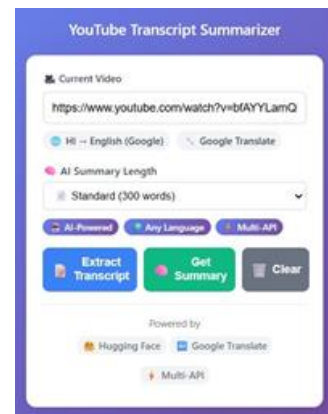 YouTube Transcript Summarizer
Current Video
https://www.youtube.com/watch?v=bfAYYLamQ
HI → English (Google) Google Translate
AI Summary Length
Standard (300 words)
AI-Powered Any Language Multi-API
Extract Transcript Get Summary Clear
Powered by
Hugging Face Google Translate
Multi-API